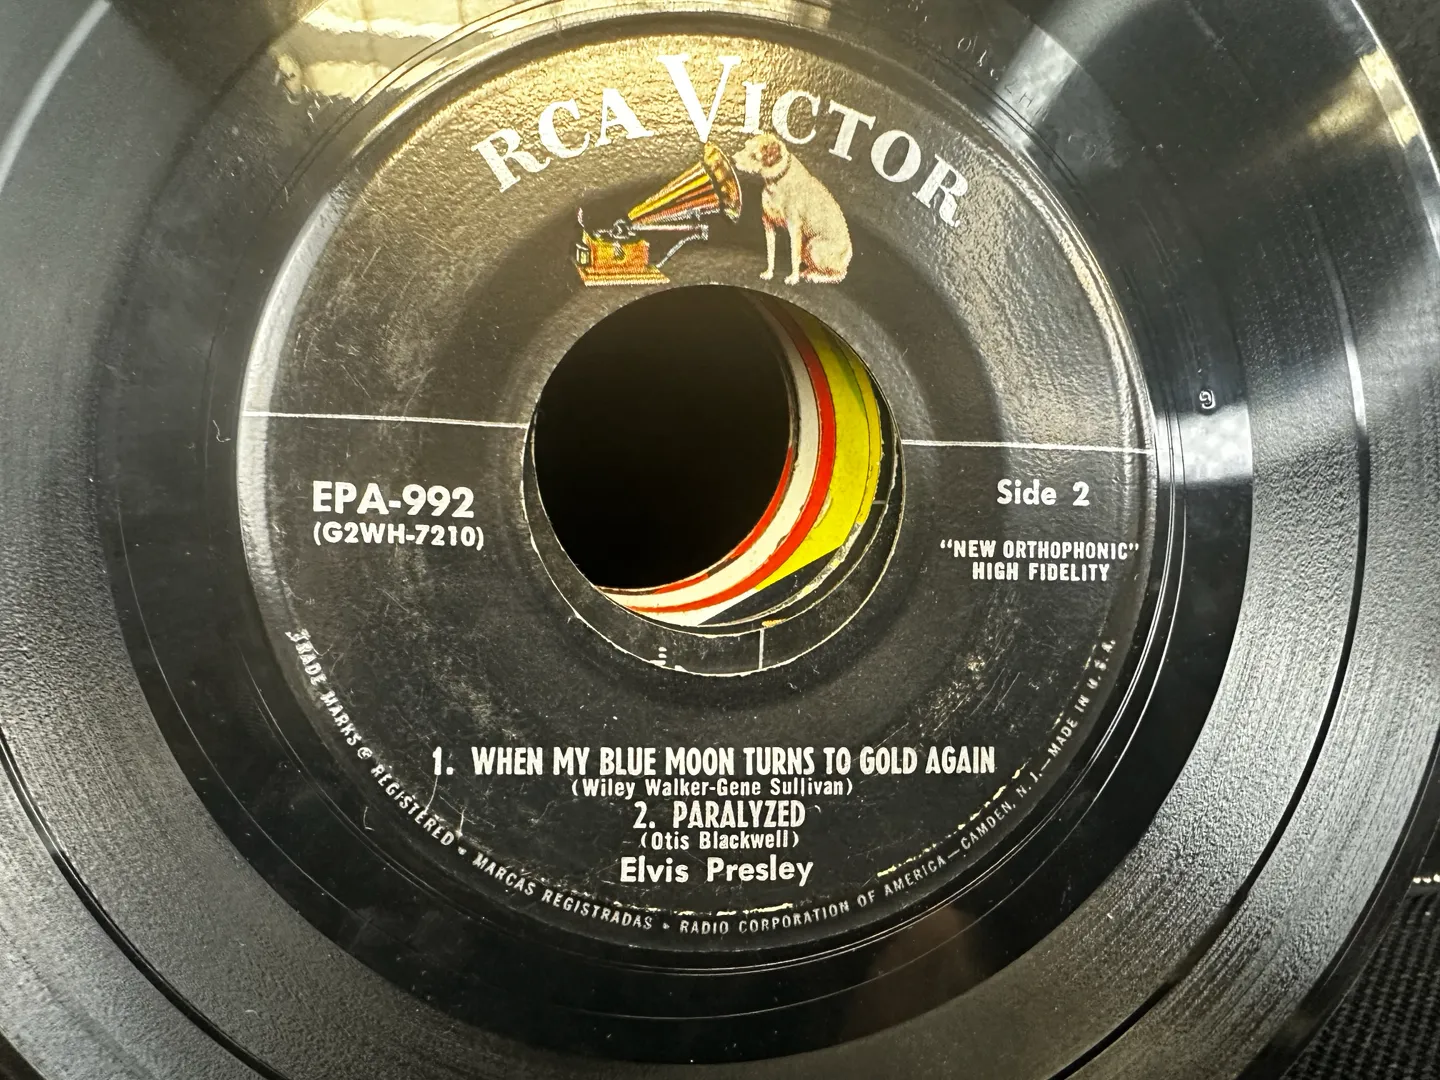 RCA VICTOR
EPA-992
(G2WH-7210)
Side 2
"NEW ORTHOPHONIC"
HIGH FIDELITY
1. WHEN MY BLUE MOON TURNS TO GOLD AGAIN
(Wiley Walker-Gene Sullivan)
2. PARALYZED
(Otis Blackwell)
Elvis Presley
TRADE MARKS ® REGISTERED • MARCAS REGISTRADAS • RADIO CORPORATION OF AMERICA—CAMDEN, N. J.—MADE IN U. S. A.
9